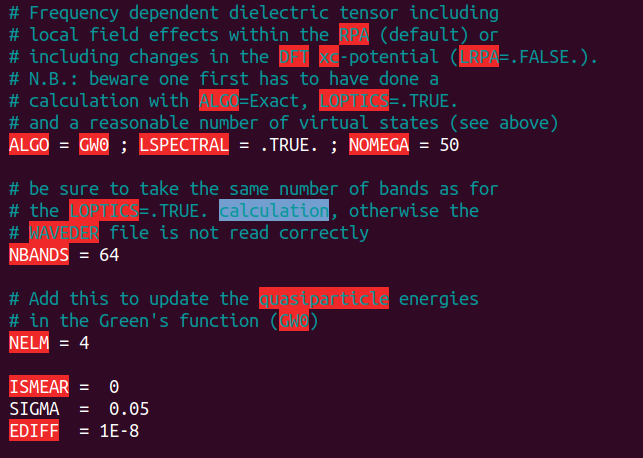 # Frequency dependent dielectric tensor including
# local field effects within the RPA (default) or
# including changes in the DFT xc-potential (LRPA=.FALSE.).
# N.B.: beware one first has to have done a
# calculation with ALGO=Exact, LOPTICS=.TRUE.
# and a reasonable number of virtual states (see above)
ALGO = GW0 ; LSPECTRAL = .TRUE. ; NOMEGA = 50
# be sure to take the same number of bands as for
# the LOPTICS=.TRUE. calculation, otherwise the
# WAVEDER file is not read correctly
NBANDS = 64
# Add this to update the quasiparticle energies
# in the Green's function (GW0)
NELM = 4
ISMEAR =  0
SIGMA  =  0.05
EDIFF  = 1E-8